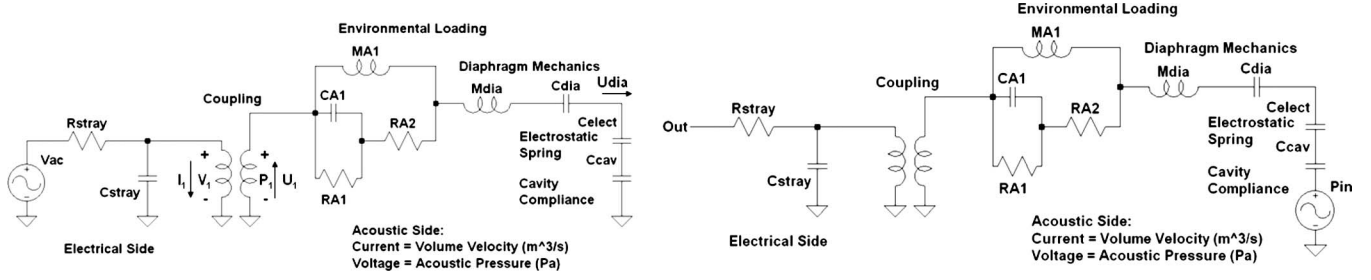 Environmental Loading
MA1
Diaphragm Mechanics
Mdia
Cdia
Udia
Coupling
CA1
RA2
Celect
Electrostatic
Spring
Ccav
Cavity
Compliance
Rstray
Vac
Cstray
I1
+
V1
-
+
P1
-
U1
RA1
Electrical Side
Acoustic Side:
Current = Volume Velocity (m^3/s)
Voltage = Acoustic Pressure (Pa)
Environmental Loading
MA1
Diaphragm Mechanics
Mdia
Cdia
Coupling
CA1
RA2
Celect
Electrostatic
Spring
Ccav
Cavity
Compliance
Pin
Out
Rstray
Cstray
RA1
Electrical Side
Acoustic Side:
Current = Volume Velocity (m^3/s)
Voltage = Acoustic Pressure (Pa)